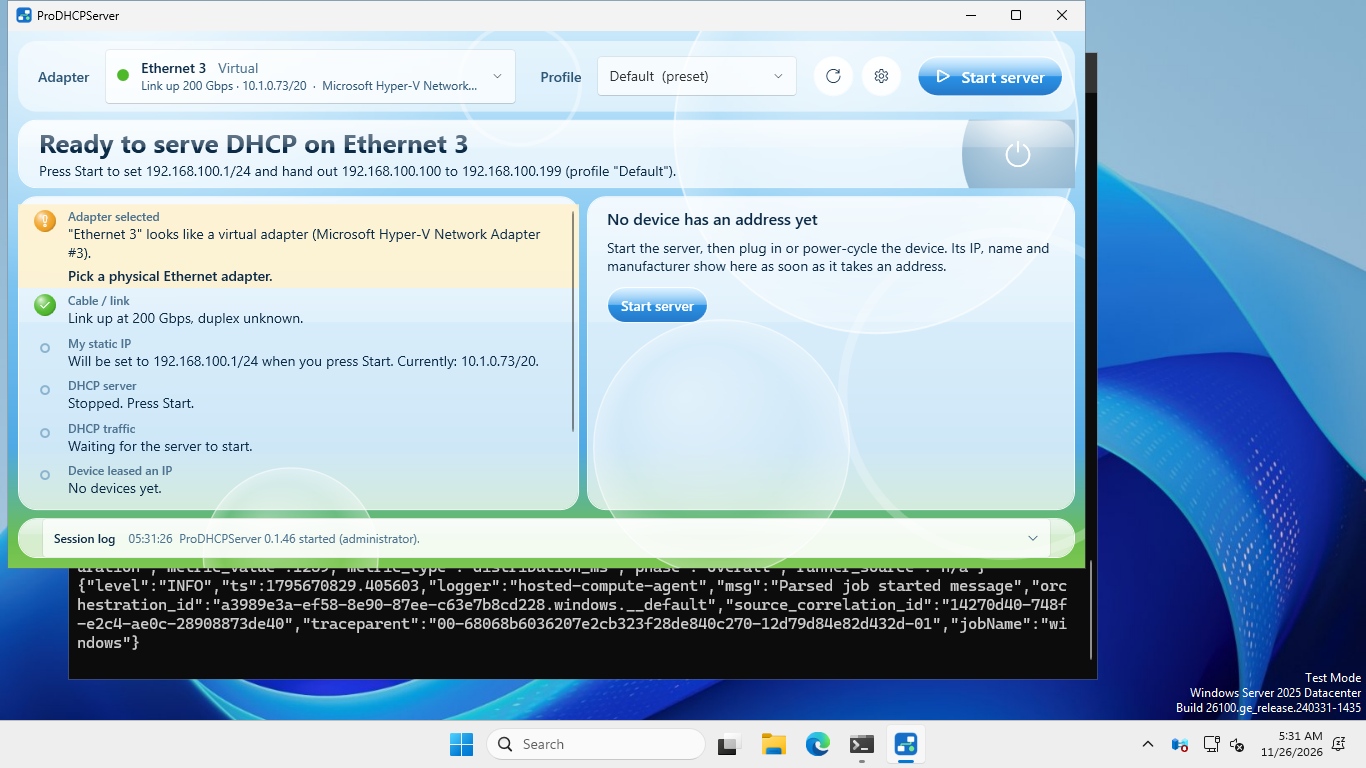 ProDHCPServer
Adapter
Ethernet 3 Virtual
Link up 200 Gbps · 10.1.0.73/20 · Microsoft Hyper-V Network...
Profile
Default (preset)
Start server
Ready to serve DHCP on Ethernet 3
Press Start to set 192.168.100.1/24 and hand out 192.168.100.100 to 192.168.100.199 (profile "Default").
Adapter selected
"Ethernet 3" looks like a virtual adapter (Microsoft Hyper-V Network Adapter
#3).
Pick a physical Ethernet adapter.
Cable / link
Link up at 200 Gbps, duplex unknown.
My static IP
Will be set to 192.168.100.1/24 when you press Start. Currently: 10.1.0.73/20.
DHCP server
Stopped. Press Start.
DHCP traffic
Waiting for the server to start.
Device leased an IP
No devices yet.
No device has an address yet
Start the server, then plug in or power-cycle the device. Its IP, name and
manufacturer show here as soon as it takes an address.
Start server
Session log 05:31:26 ProDHCPServer 0.1.46 started (administrator).
{"level":"INFO","ts":1795670829.405603,"logger":"hosted-compute-agent","msg":"Parsed job started message","orc
hestration_id":"a3989e3a-ef58-8e90-87ee-c63e7b8cd228.windows.__default","source_correlation_id":"14270d40-748f
-e2c4-ae0c-28908873de40","traceparent":"00-68068b6036207e2cb323f28de840c270-12d79d84e82d432d-01","jobName":"wi
ndows"}
Test Mode
Windows Server 2025 Datacenter
Build 26100.ge_release.240331-1435
Search
5:31 AM
11/26/2026